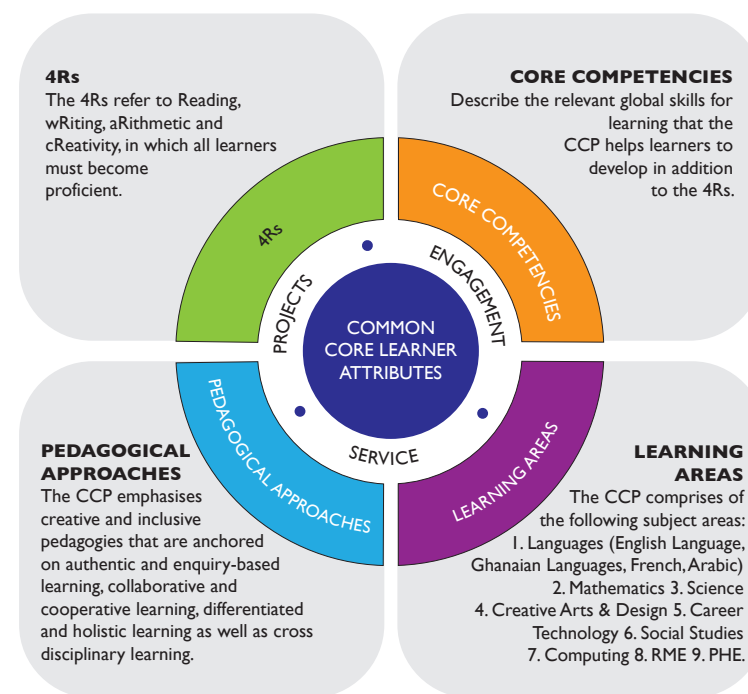 4Rs
The 4Rs refer to Reading,
wRiting, aRithmetic and
cReativity, in which all learners
must become
proficient.
CORE COMPETENCIES
Describe the relevant global skills for
learning that the
CCP helps learners to
develop in addition
to the 4Rs.
4Rs
CORE COMPETENCIES
PROJECTS
ENGAGEMENT
COMMON
CORE LEARNER
ATTRIBUTES
SERVICE
PEDAGOGICAL APPROACHES
LEARNING AREAS
PEDAGOGICAL
APPROACHES
The CCP emphasises
creative and inclusive
pedagogies that are anchored
on authentic and enquiry-based
learning, collaborative and
cooperative learning, differentiated
and holistic learning as well as cross
disciplinary learning.
LEARNING
AREAS
The CCP comprises of
the following subject areas:
1. Languages (English Language,
Ghanaian Languages, French, Arabic)
2. Mathematics 3. Science
4. Creative Arts & Design 5. Career
Technology 6. Social Studies
7. Computing 8. RME 9. PHE.